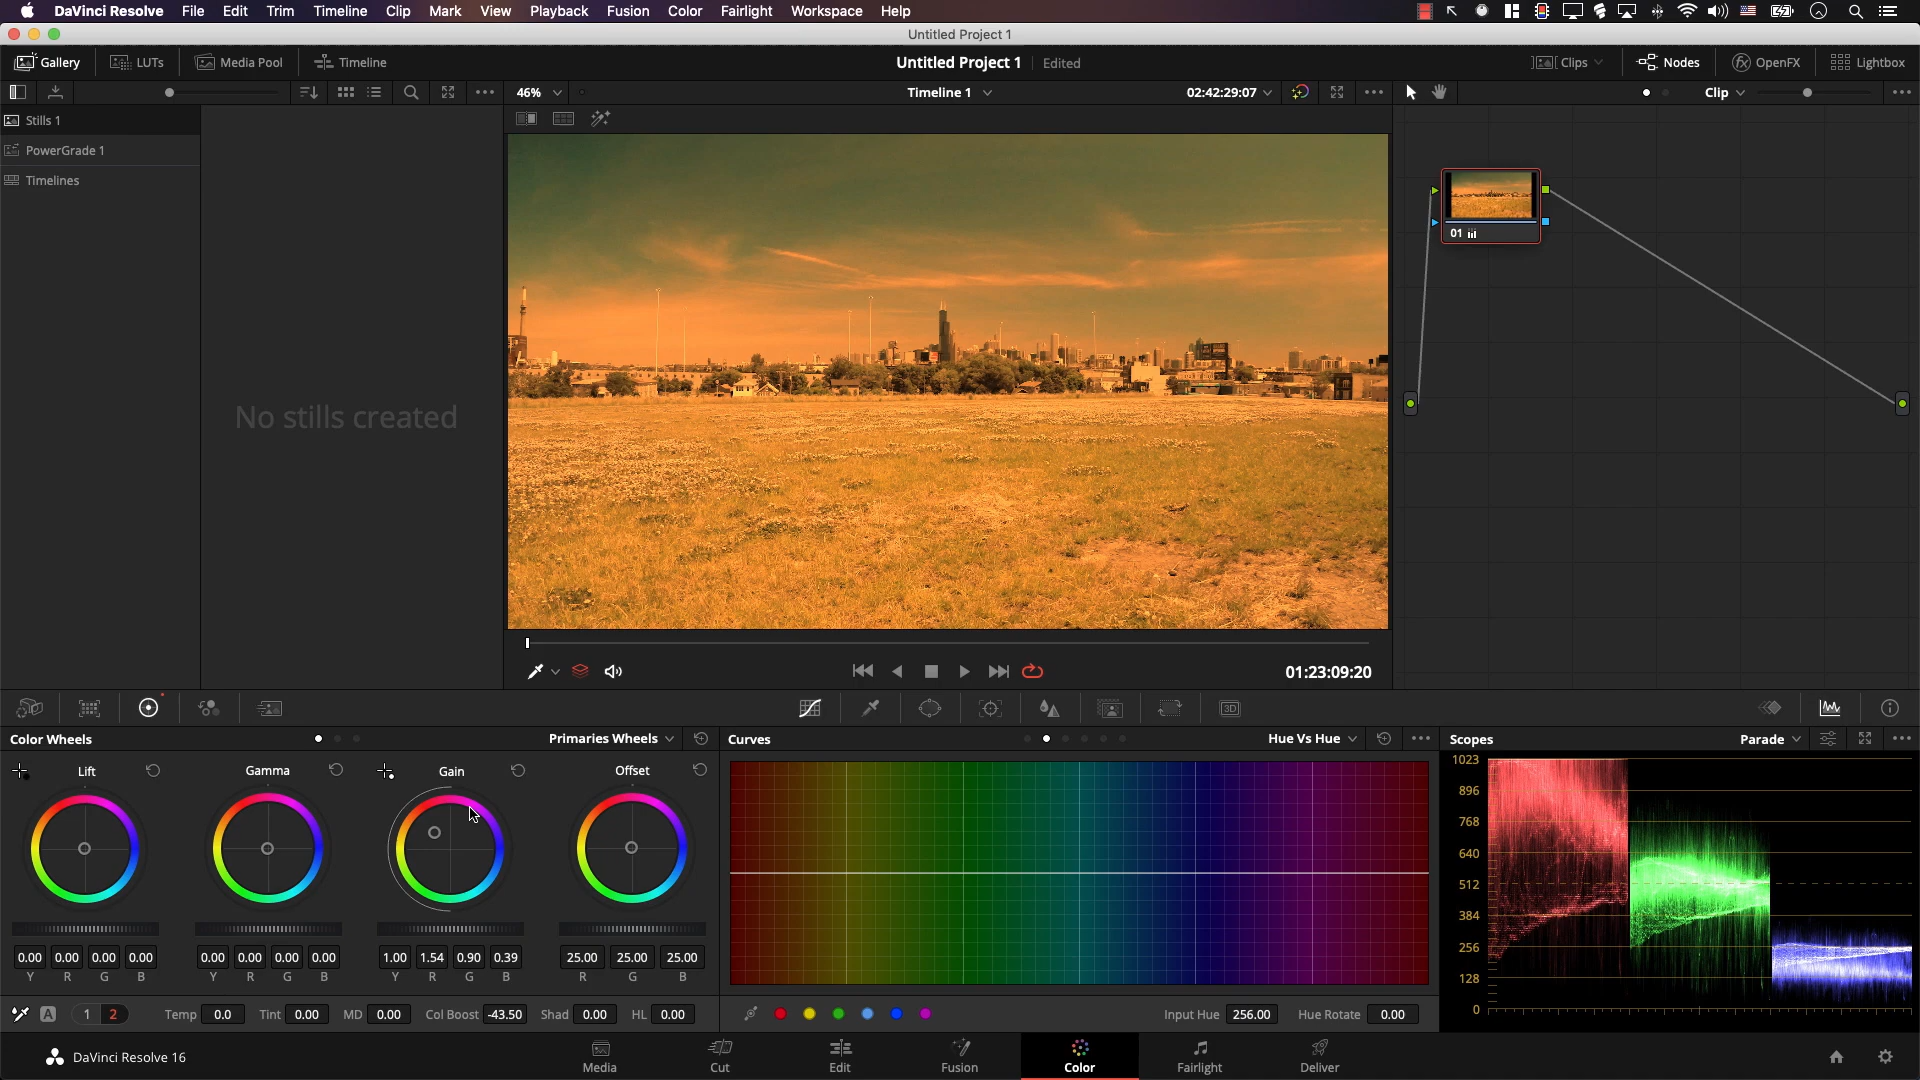 DaVinci Resolve File Edit Trim Timeline Clip Mark View Playback Fusion Color Fairlight Workspace Help
Untitled Project 1
Gallery LUTs Media Pool Timeline Untitled Project 1 Edited Clips Nodes OpenFX Lightbox
46% Timeline 1 02:42:29:07 Clip
Stills 1
PowerGrade 1
Timelines
No stills created
01
01:23:09:20
Color Wheels Primaries Wheels Curves Hue Vs Hue Scopes Parade
Lift Gamma Gain Offset
1023
896
768
640
512
384
256
128
0
0.00 0.00 0.00 0.00 0.00 0.00 0.00 0.00 1.00 1.54 0.90 0.39 25.00 25.00 25.00
Y R G B Y R G B Y R G B R G B
A 1 2 Temp 0.0 Tint 0.00 MD 0.00 Col Boost -43.50 Shad 0.00 HL 0.00 Input Hue 256.00 Hue Rotate 0.00
3D
DaVinci Resolve 16 Media Cut Edit Fusion Color Fairlight Deliver